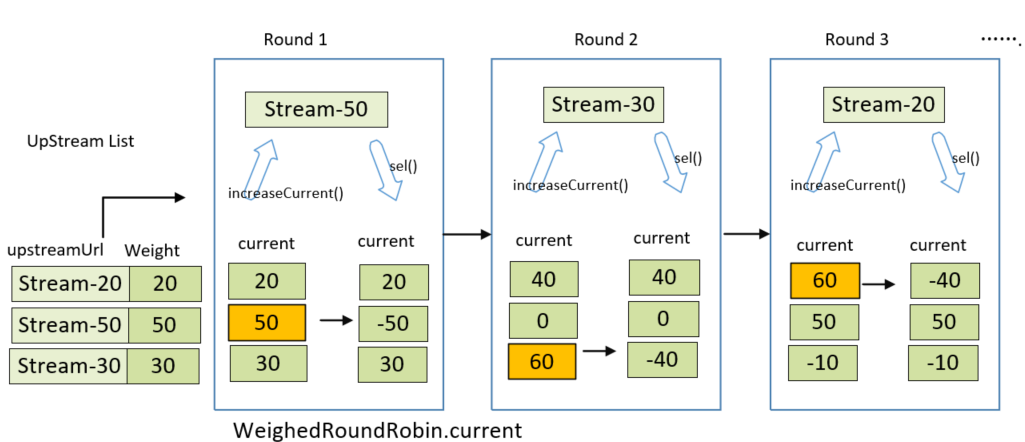 Round 1
Round 2
Round 3
.......
Stream-50
Stream-30
Stream-20
UpStream List
sel()
sel()
sel()
increaseCurrent()
increaseCurrent()
increaseCurrent()
upstreamUrl Weight
current current
current current
current current
Stream-20 20
Stream-50 50
Stream-30 30
20 20
50 -50
30 30
40 40
0 0
60 -40
60 -40
50 50
-10 -10
WeighedRoundRobin.current